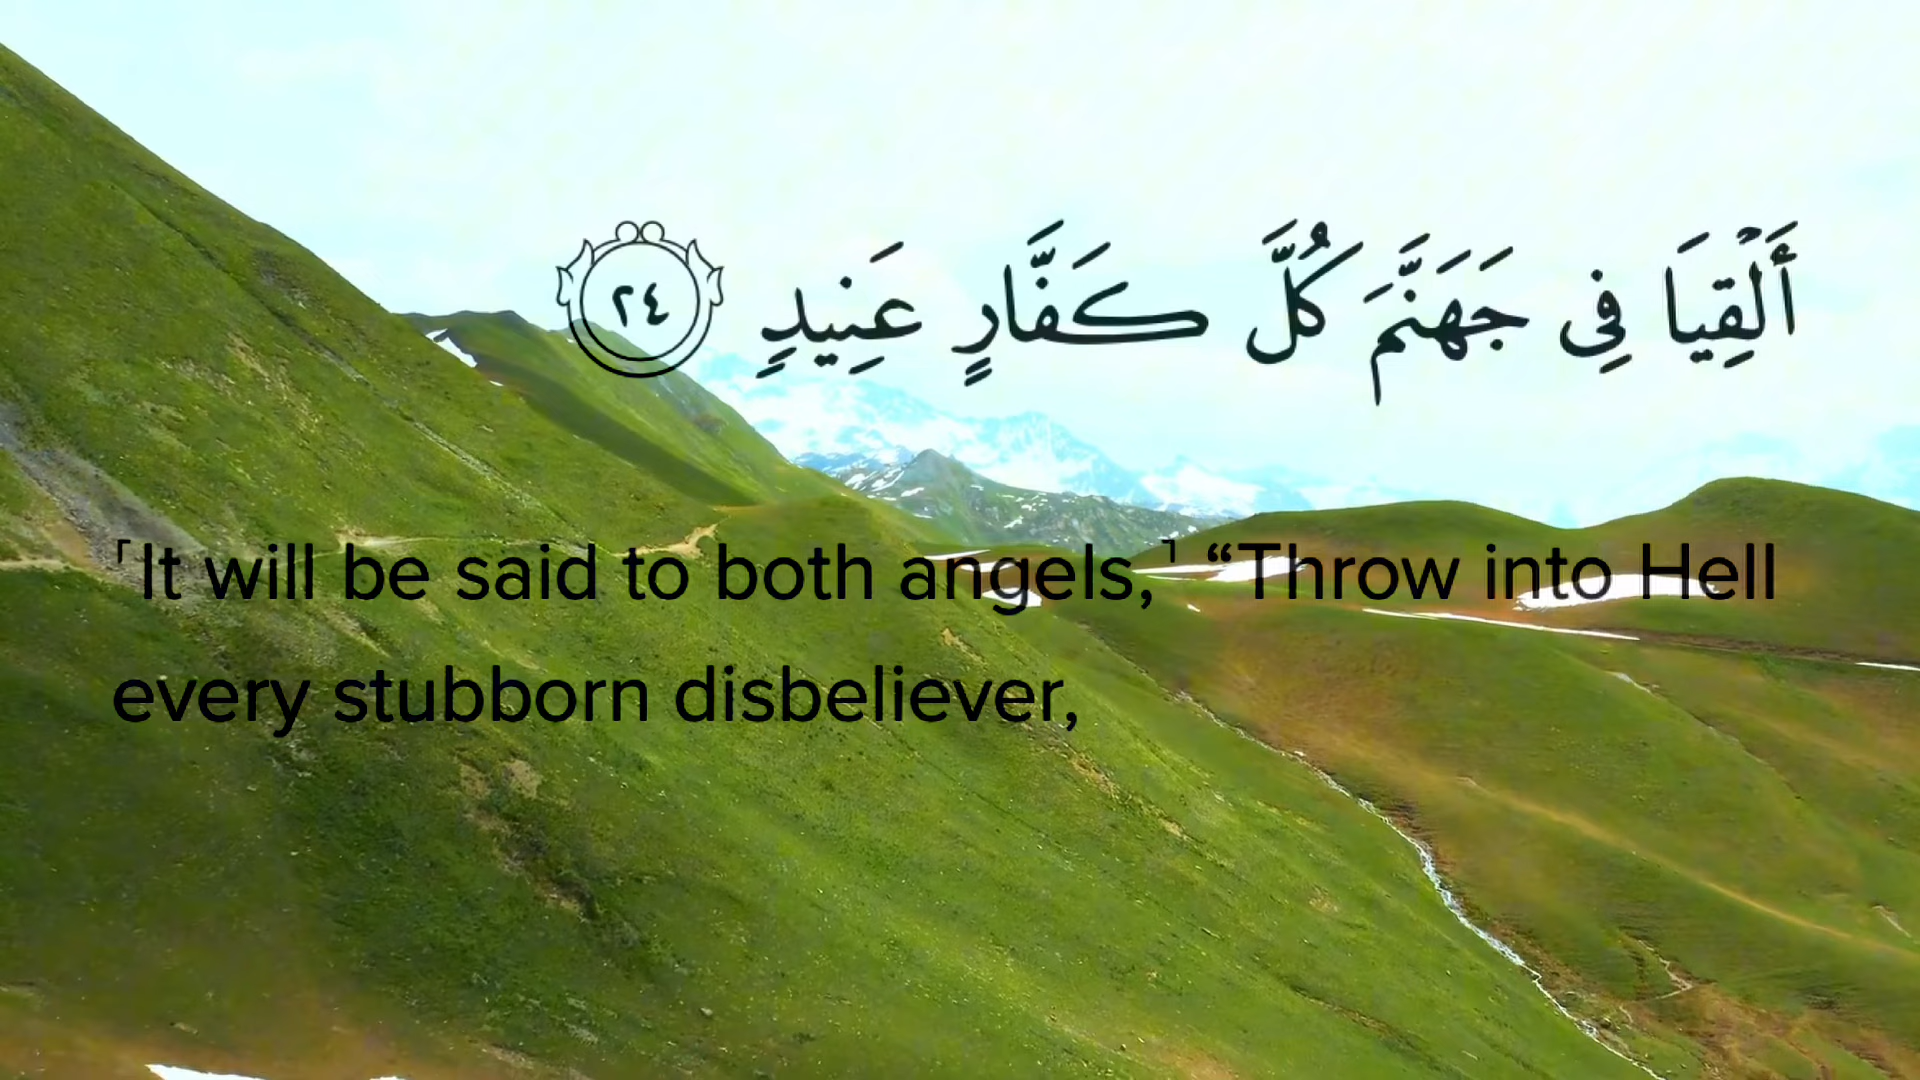 أَلْقِيَا فِى جَهَنَّمَ كُلَّ كَفَّارٍ عَنِيدٍ ٢٤
˹It will be said to both angels,˺ “Throw into Hell
every stubborn disbeliever,